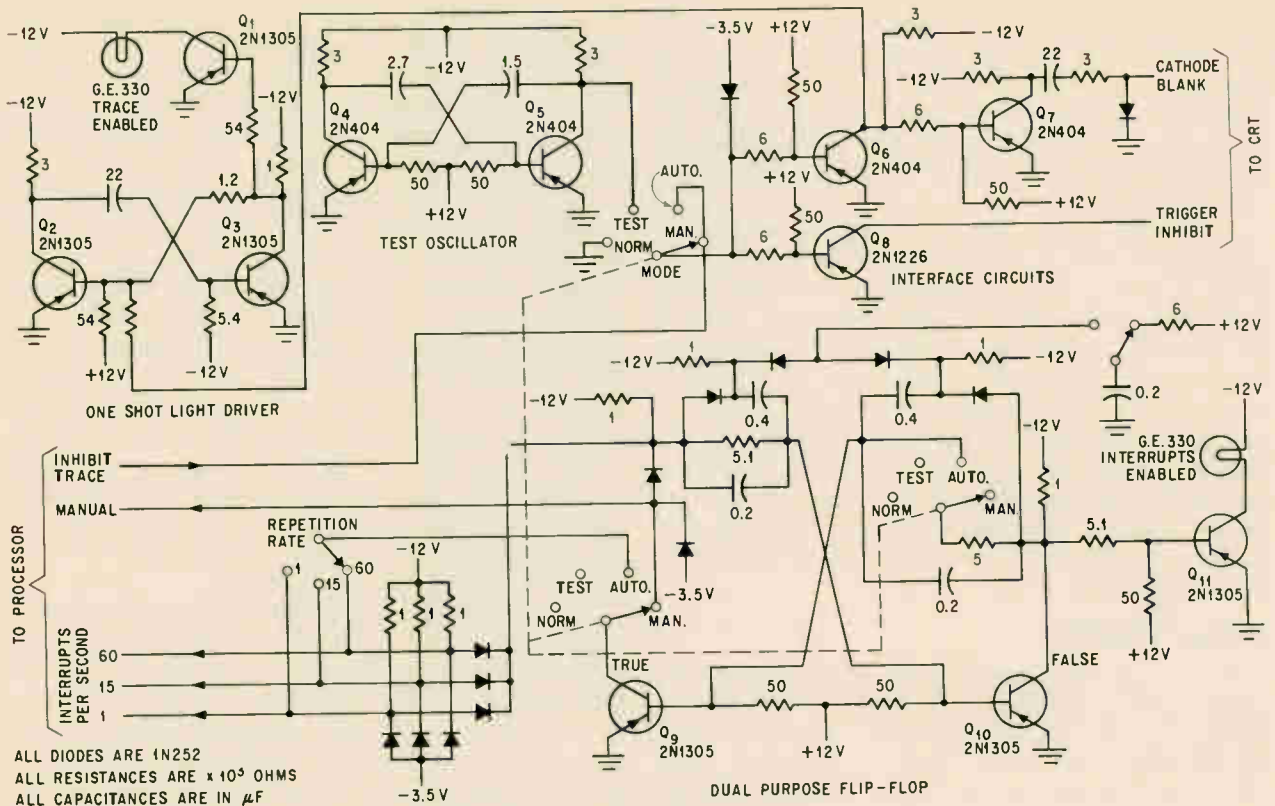 -12V
Q1
2N1305
G.E. 330
TRACE
ENABLED
-12V
3
54
-12V
1
22
1.2
Q2
2N1305
Q3
2N1305
54
5.4
+12V
-12V
ONE SHOT LIGHT DRIVER
3
-12V
3
2.7
1.5
Q4
2N404
Q5
2N404
50
50
+12V
TEST OSCILLATOR
AUTO.
TEST
MAN.
NORM
MODE
-3.5V
+12V
50
6
Q6
2N404
+12V
50
6
Q8
2N1226
INTERFACE CIRCUITS
3
-12V
-12V
3
22
3
6
Q7
2N404
50
+12V
CATHODE
BLANK
TRIGGER
INHIBIT
TO CRT
6
+12V
0.2
-12V
1
1
-12V
-12V
1
0.4
5.1
0.2
0.4
TEST
AUTO.
NORM
MAN.
5
0.2
-12V
1
5.1
50
+12V
-12V
G.E. 330
INTERRUPTS
ENABLED
Q11
2N1305
TO PROCESSOR
INHIBIT
TRACE
MANUAL
REPETITION
RATE
1
15
60
-12V
1
1
1
TEST
AUTO.
NORM
MAN.
-3.5V
INTERRUPTS
PER SECOND
60
15
1
-3.5V
TRUE
Q9
2N1305
50
50
+12V
FALSE
Q10
2N1305
DUAL PURPOSE FLIP-FLOP
ALL DIODES ARE 1N252
ALL RESISTANCES ARE x 10³ OHMS
ALL CAPACITANCES ARE IN µF